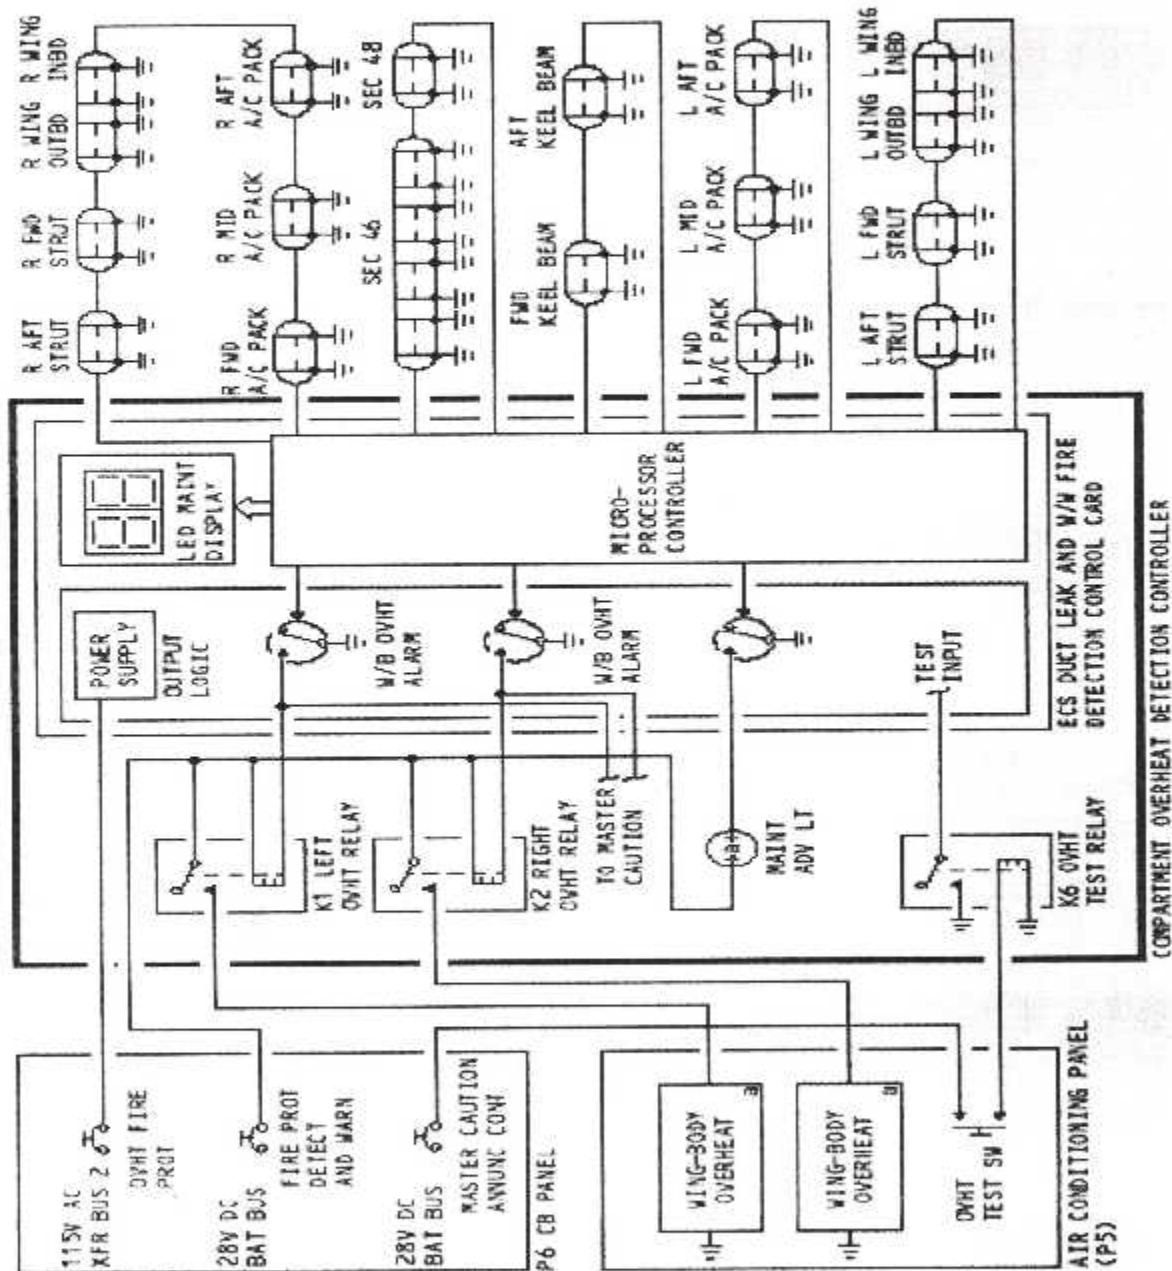 115V AC
XFR BUS 2
OVHT FIRE
PROT
28V DC
BAT BUS
FIRE PROT
DETECT
AND WARN
28V DC
BAT BUS
MASTER CAUTION
ANNUNC CONT
P6 CB PANEL
WING-BODY
OVERHEAT
a
WING-BODY
OVERHEAT
a
OVHT
TEST SW
AIR CONDITIONING PANEL
(P5)
K1 LEFT
OVHT RELAY
K2 RIGHT
OVHT RELAY
TO MASTER
CAUTION
a
MAINT
ADV LT
K6 OVHT
TEST RELAY
POWER
SUPPLY
OUTPUT
LOGIC
W/B OVHT
ALARM
W/B OVHT
ALARM
TEST
INPUT
LED MAINT
DISPLAY
MICRO-
PROCESSOR
CONTROLLER
ECS DUCT LEAK AND W/W FIRE
DETECTION CONTROL CARD
COMPARTMENT OVERHEAT DETECTION CONTROLLER
R AFT
STRUT
R FWD
STRUT
R WING
OUTBD
R WING
INBD
R FWD
A/C PACK
R MID
A/C PACK
R AFT
A/C PACK
SEC 46
SEC 48
FWD
KEEL BEAM
AFT
KEEL BEAM
L FWD
A/C PACK
L MID
A/C PACK
L AFT
A/C PACK
L AFT
STRUT
L FWD
STRUT
L WING
OUTBD
L WING
INBD